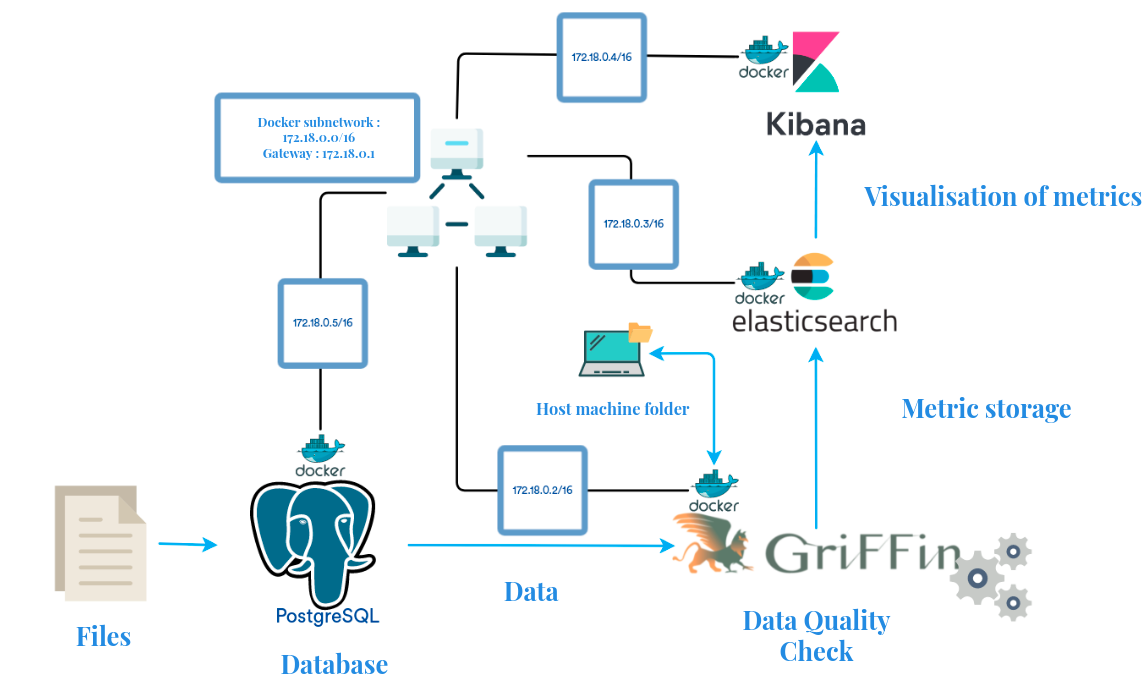 172.18.0.4/16
docker
Kibana
Docker subnetwork :
172.18.0.0/16
Gateway : 172.18.0.1
172.18.0.3/16
Visualisation of metrics
docker
elasticsearch
172.18.0.5/16
Host machine folder
Metric storage
docker
172.18.0.2/16
docker
GriFFin
PostgreSQL
Data
Files
Database
Data Quality
Check